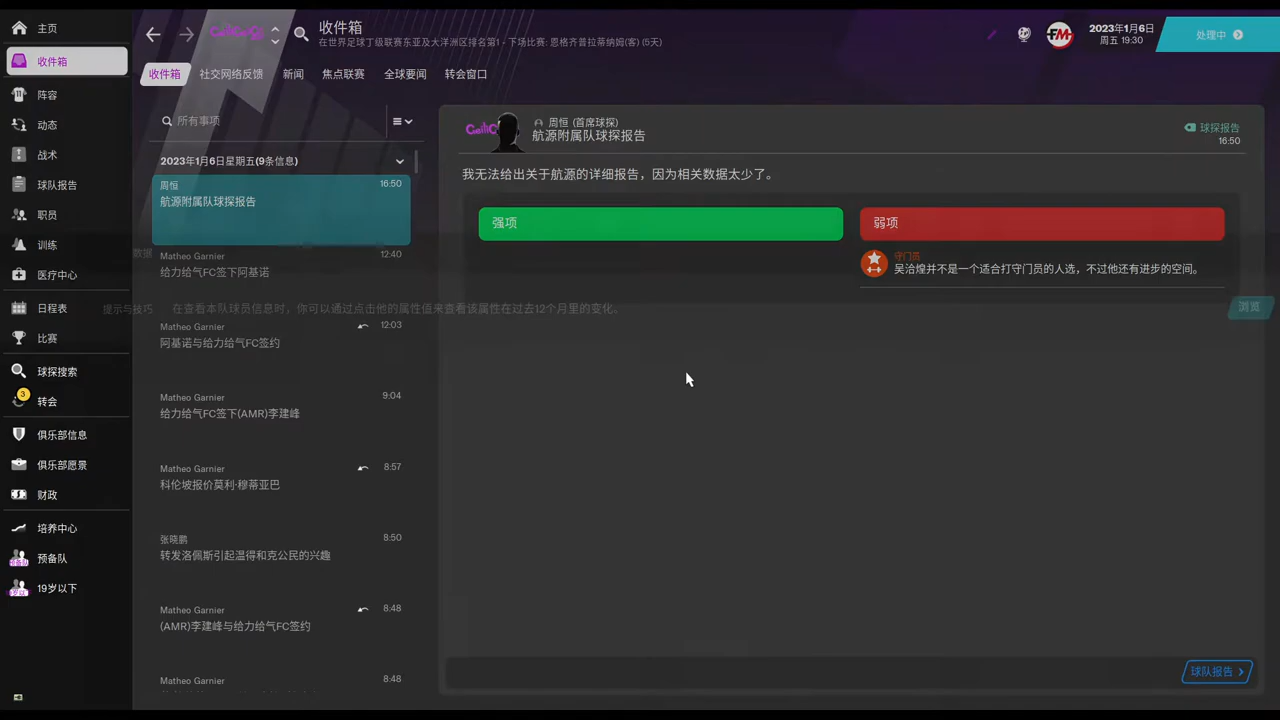 主页
收件箱
阵容
动态
战术
球队报告
职员
训练
医疗中心
日程表
比赛
球探搜索
3
转会
俱乐部信息
俱乐部愿景
财政
培养中心
预备队
19岁以下
收件箱
在世界足球丁级联赛东亚及大洋洲区排名第1 - 下场比赛: 恩格齐普拉蒂纳姆(客) (5天)
FM
2023年1月6日
周五 19:30
处理中
收件箱
社交网络反馈
新闻
焦点联赛
全球要闻
转会窗口
所有事项
2023年1月6日星期五(9条信息)
周恒
16:50
航源附属队球探报告
Matheo Garnier
12:40
给力给气FC签下阿基诺
Matheo Garnier
12:03
阿基诺与给力给气FC签约
Matheo Garnier
9:04
给力给气FC签下(AMR)李建峰
Matheo Garnier
8:57
科伦坡报价莫利·穆蒂亚巴
张晓鹏
8:50
转发洛佩斯引起温得和克公民的兴趣
Matheo Garnier
8:48
(AMR)李建峰与给力给气FC签约
Matheo Garnier
8:48
周恒 (首席球探)
航源附属队球探报告
球探报告
16:50
我无法给出关于航源的详细报告，因为相关数据太少了。
强项
弱项
守门员
吴洽煌并不是一个适合打守门员的人选，不过他还有进步的空间。
数据
提示与技巧
在查看本队球员信息时，你可以通过点击他的属性值来查看该属性在过去12个月里的变化。
浏览
球队报告